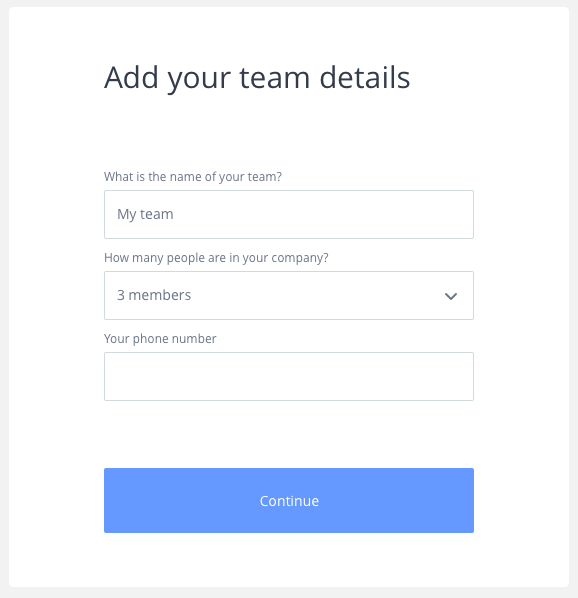 Add your team details
What is the name of your team?
My team
How many people are in your company?
3 members
Your phone number
Continue